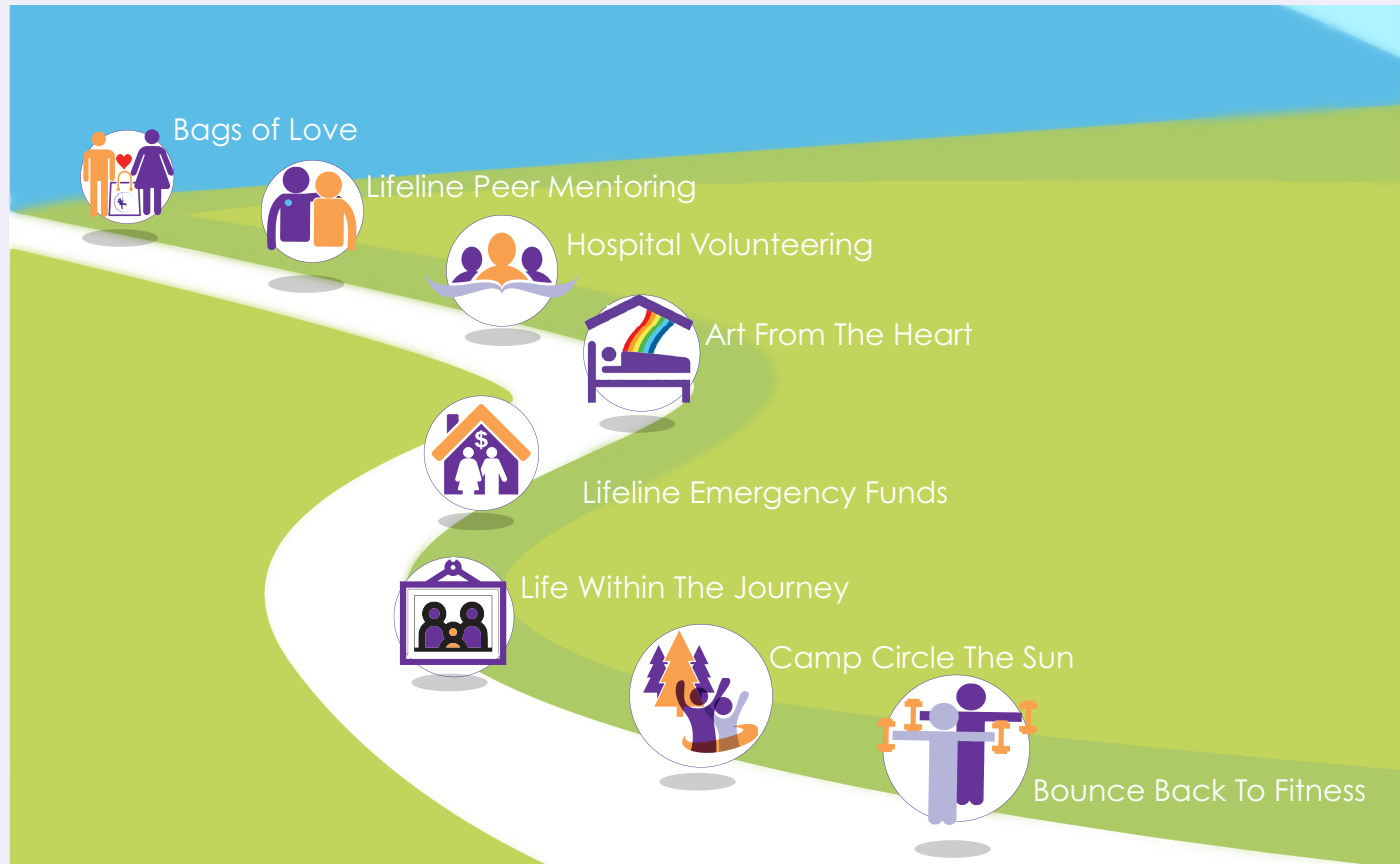 Bags of Love
Lifeline Peer Mentoring
Hospital Volunteering
Art From The Heart
$
Lifeline Emergency Funds
Life Within The Journey
Camp Circle The Sun
Bounce Back To Fitness